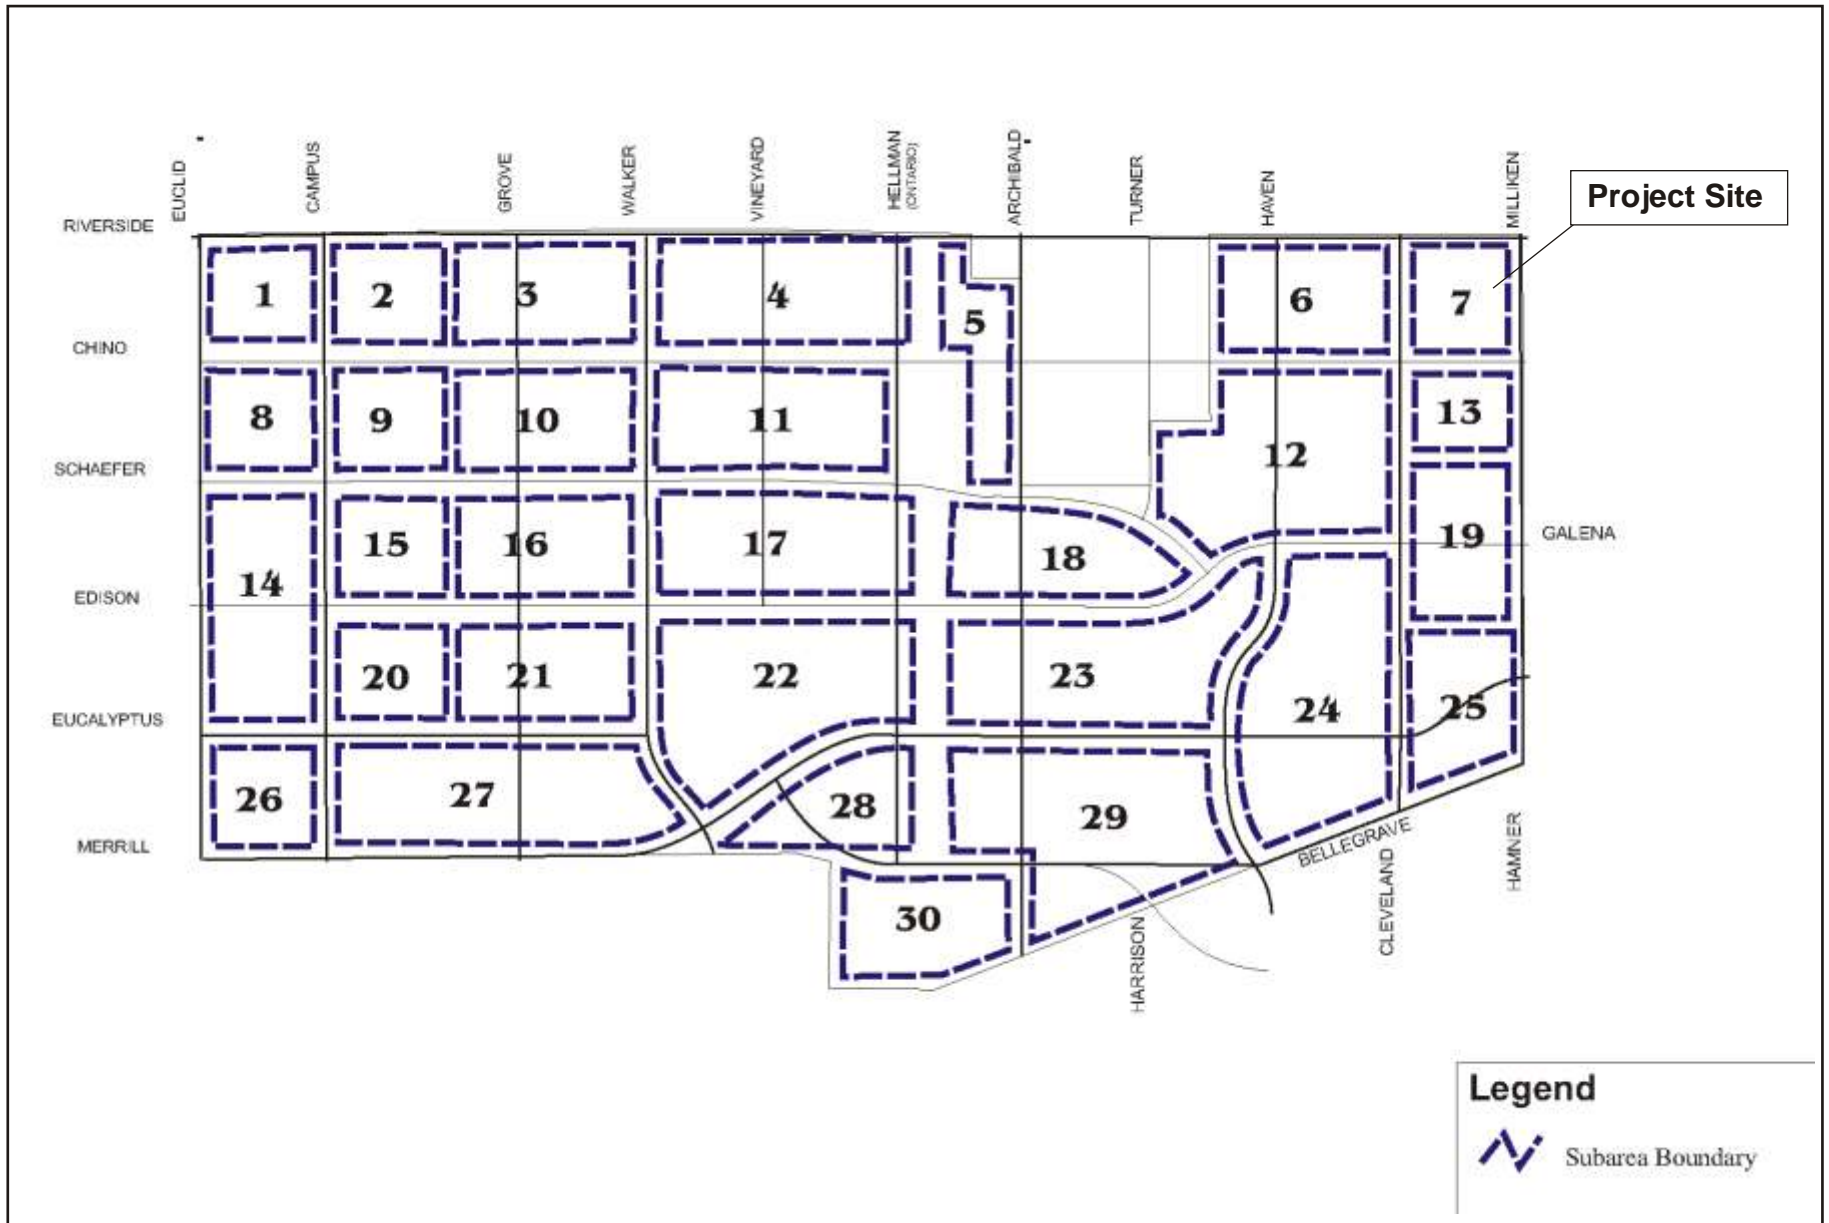 EUCLID
CAMPUS
GROVE
WALKER
VINEYARD
HELLMAN
(ONTARIO)
ARCHIBALD
TURNER
HAVEN
MILLIKEN
Project Site
RIVERSIDE
1
2
3
4
5
6
7
CHINO
8
9
10
11
12
13
SCHAEFER
14
15
16
17
18
19
GALENA
EDISON
20
21
22
23
24
25
EUCALYPTUS
26
27
28
29
MERRILL
BELLEGRAVE
CLEVELAND
HAMNER
30
HARRISON
Legend
Subarea Boundary